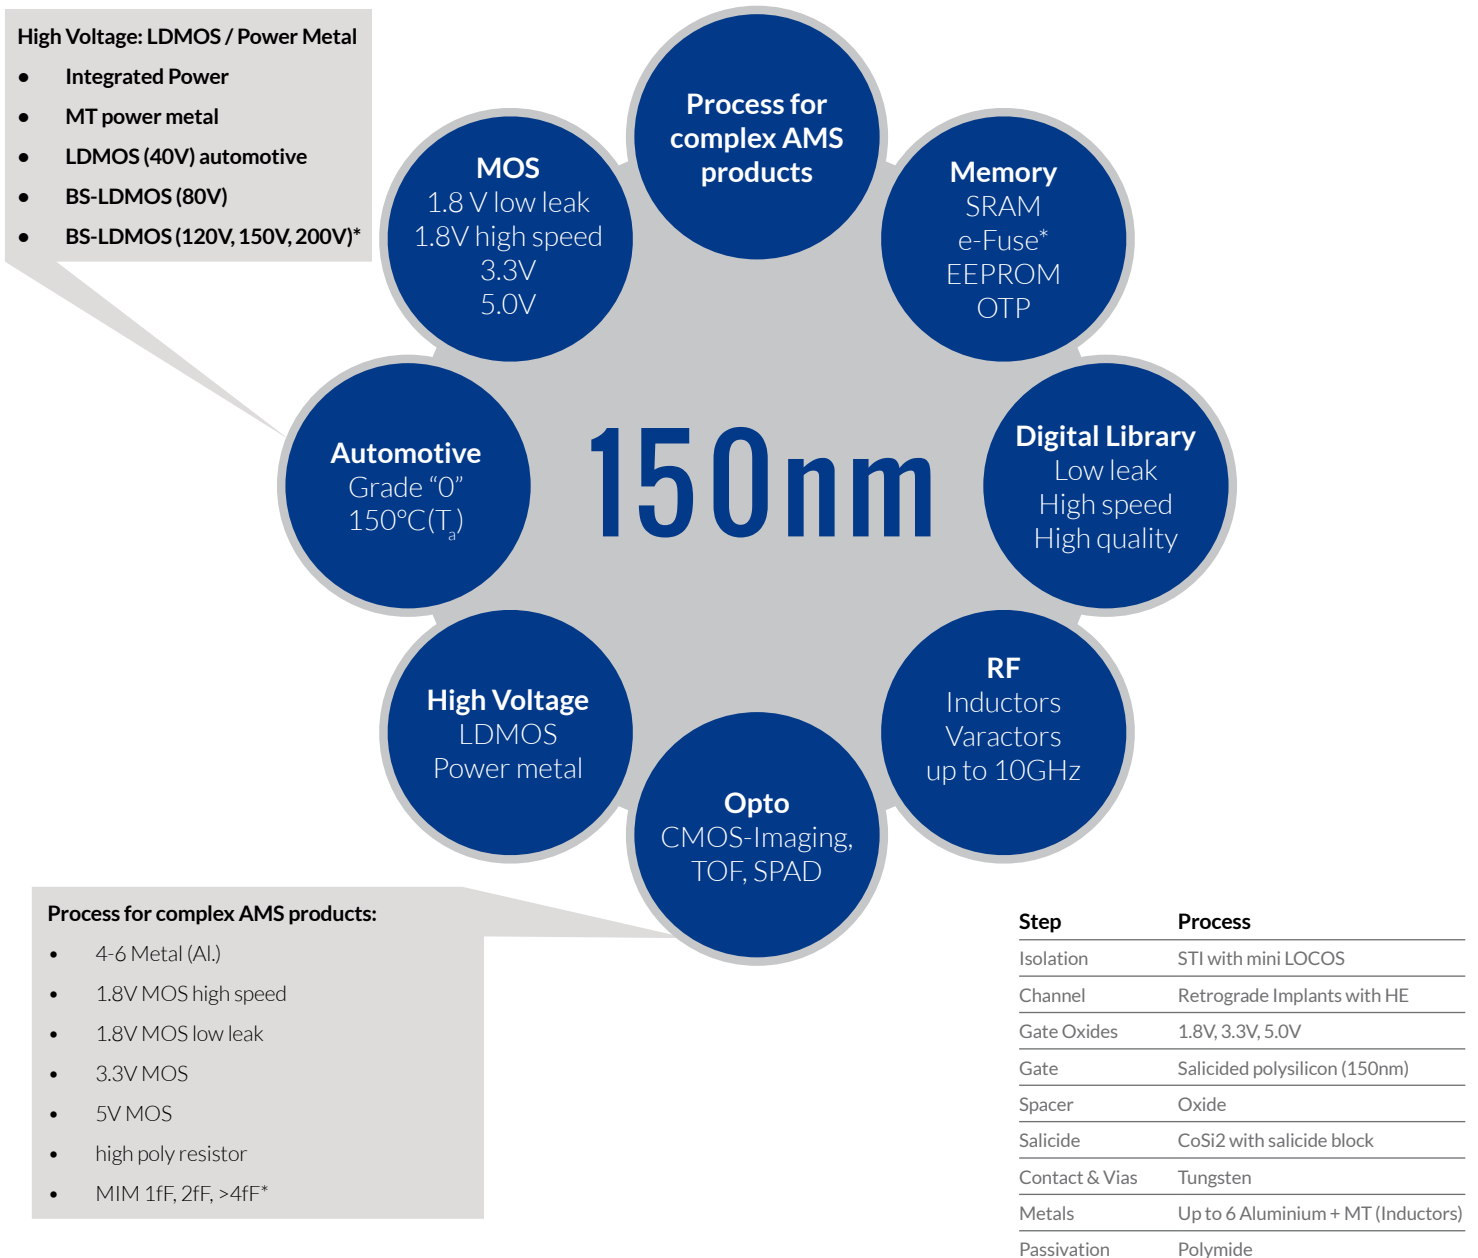 High Voltage: LDMOS / Power Metal
• Integrated Power
• MT power metal
• LDMOS (40V) automotive
• BS-LDMOS (80V)
• BS-LDMOS (120V, 150V, 200V)*
Process for
complex AMS
products
MOS
1.8 V low leak
1.8V high speed
3.3V
5.0V
Memory
SRAM
e-Fuse*
EEPROM
OTP
Automotive
Grade “0”
150°C(Ta)
150nm
Digital Library
Low leak
High speed
High quality
High Voltage
LDMOS
Power metal
RF
Inductors
Varactors
up to 10GHz
Opto
CMOS-Imaging,
TOF, SPAD
Process for complex AMS products:
• 4-6 Metal (Al.)
• 1.8V MOS high speed
• 1.8V MOS low leak
• 3.3V MOS
• 5V MOS
• high poly resistor
• MIM 1fF, 2fF, >4fF*
Step Process
Isolation STI with mini LOCOS
Channel Retrograde Implants with HE
Gate Oxides 1.8V, 3.3V, 5.0V
Gate Salicided polysilicon (150nm)
Spacer Oxide
Salicide CoSi2 with salicide block
Contact & Vias Tungsten
Metals Up to 6 Aluminium + MT (Inductors)
Passivation Polymide